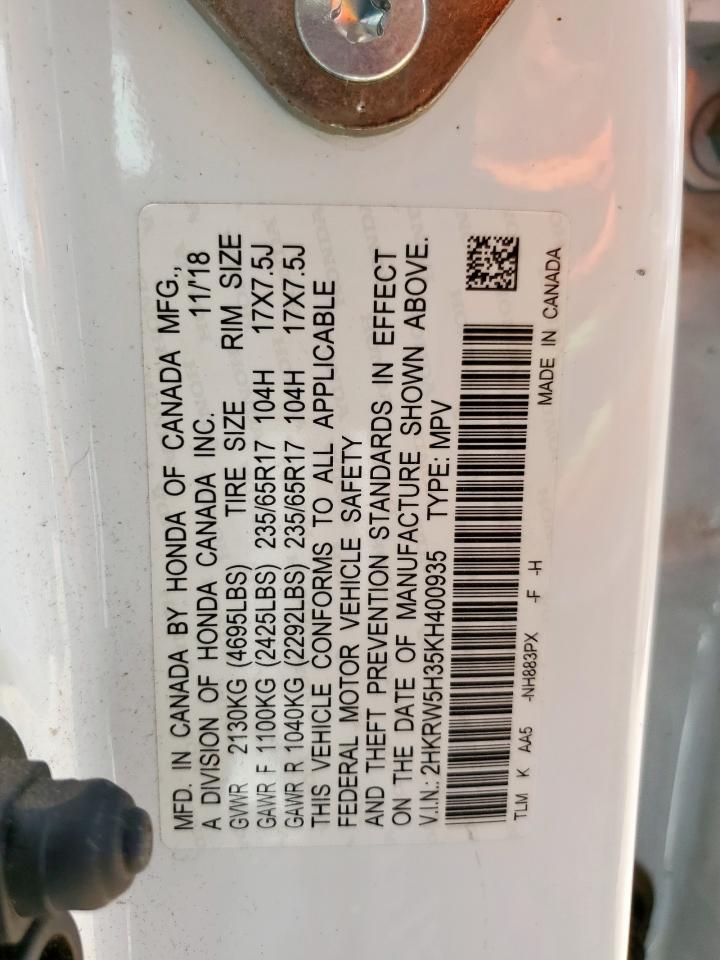 MFD. IN CANADA BY HONDA OF CANADA MFG.,
A DIVISION OF HONDA CANADA INC. 11/'18
GVWR 2130KG (4695LBS) TIRE SIZE RIM SIZE
GAWR F 1100KG (2425LBS) 235/65R17 104H 17X7.5J
GAWR R 1040KG (2292LBS) 235/65R17 104H 17X7.5J
THIS VEHICLE CONFORMS TO ALL APPLICABLE
FEDERAL MOTOR VEHICLE SAFETY
AND THEFT PREVENTION STANDARDS IN EFFECT
ON THE DATE OF MANUFACTURE SHOWN ABOVE.
V.I.N.: 2HKRW5H35KH400935 TYPE: MPV
TLM K AA5 -NH883PX -F -H MADE IN CANADA